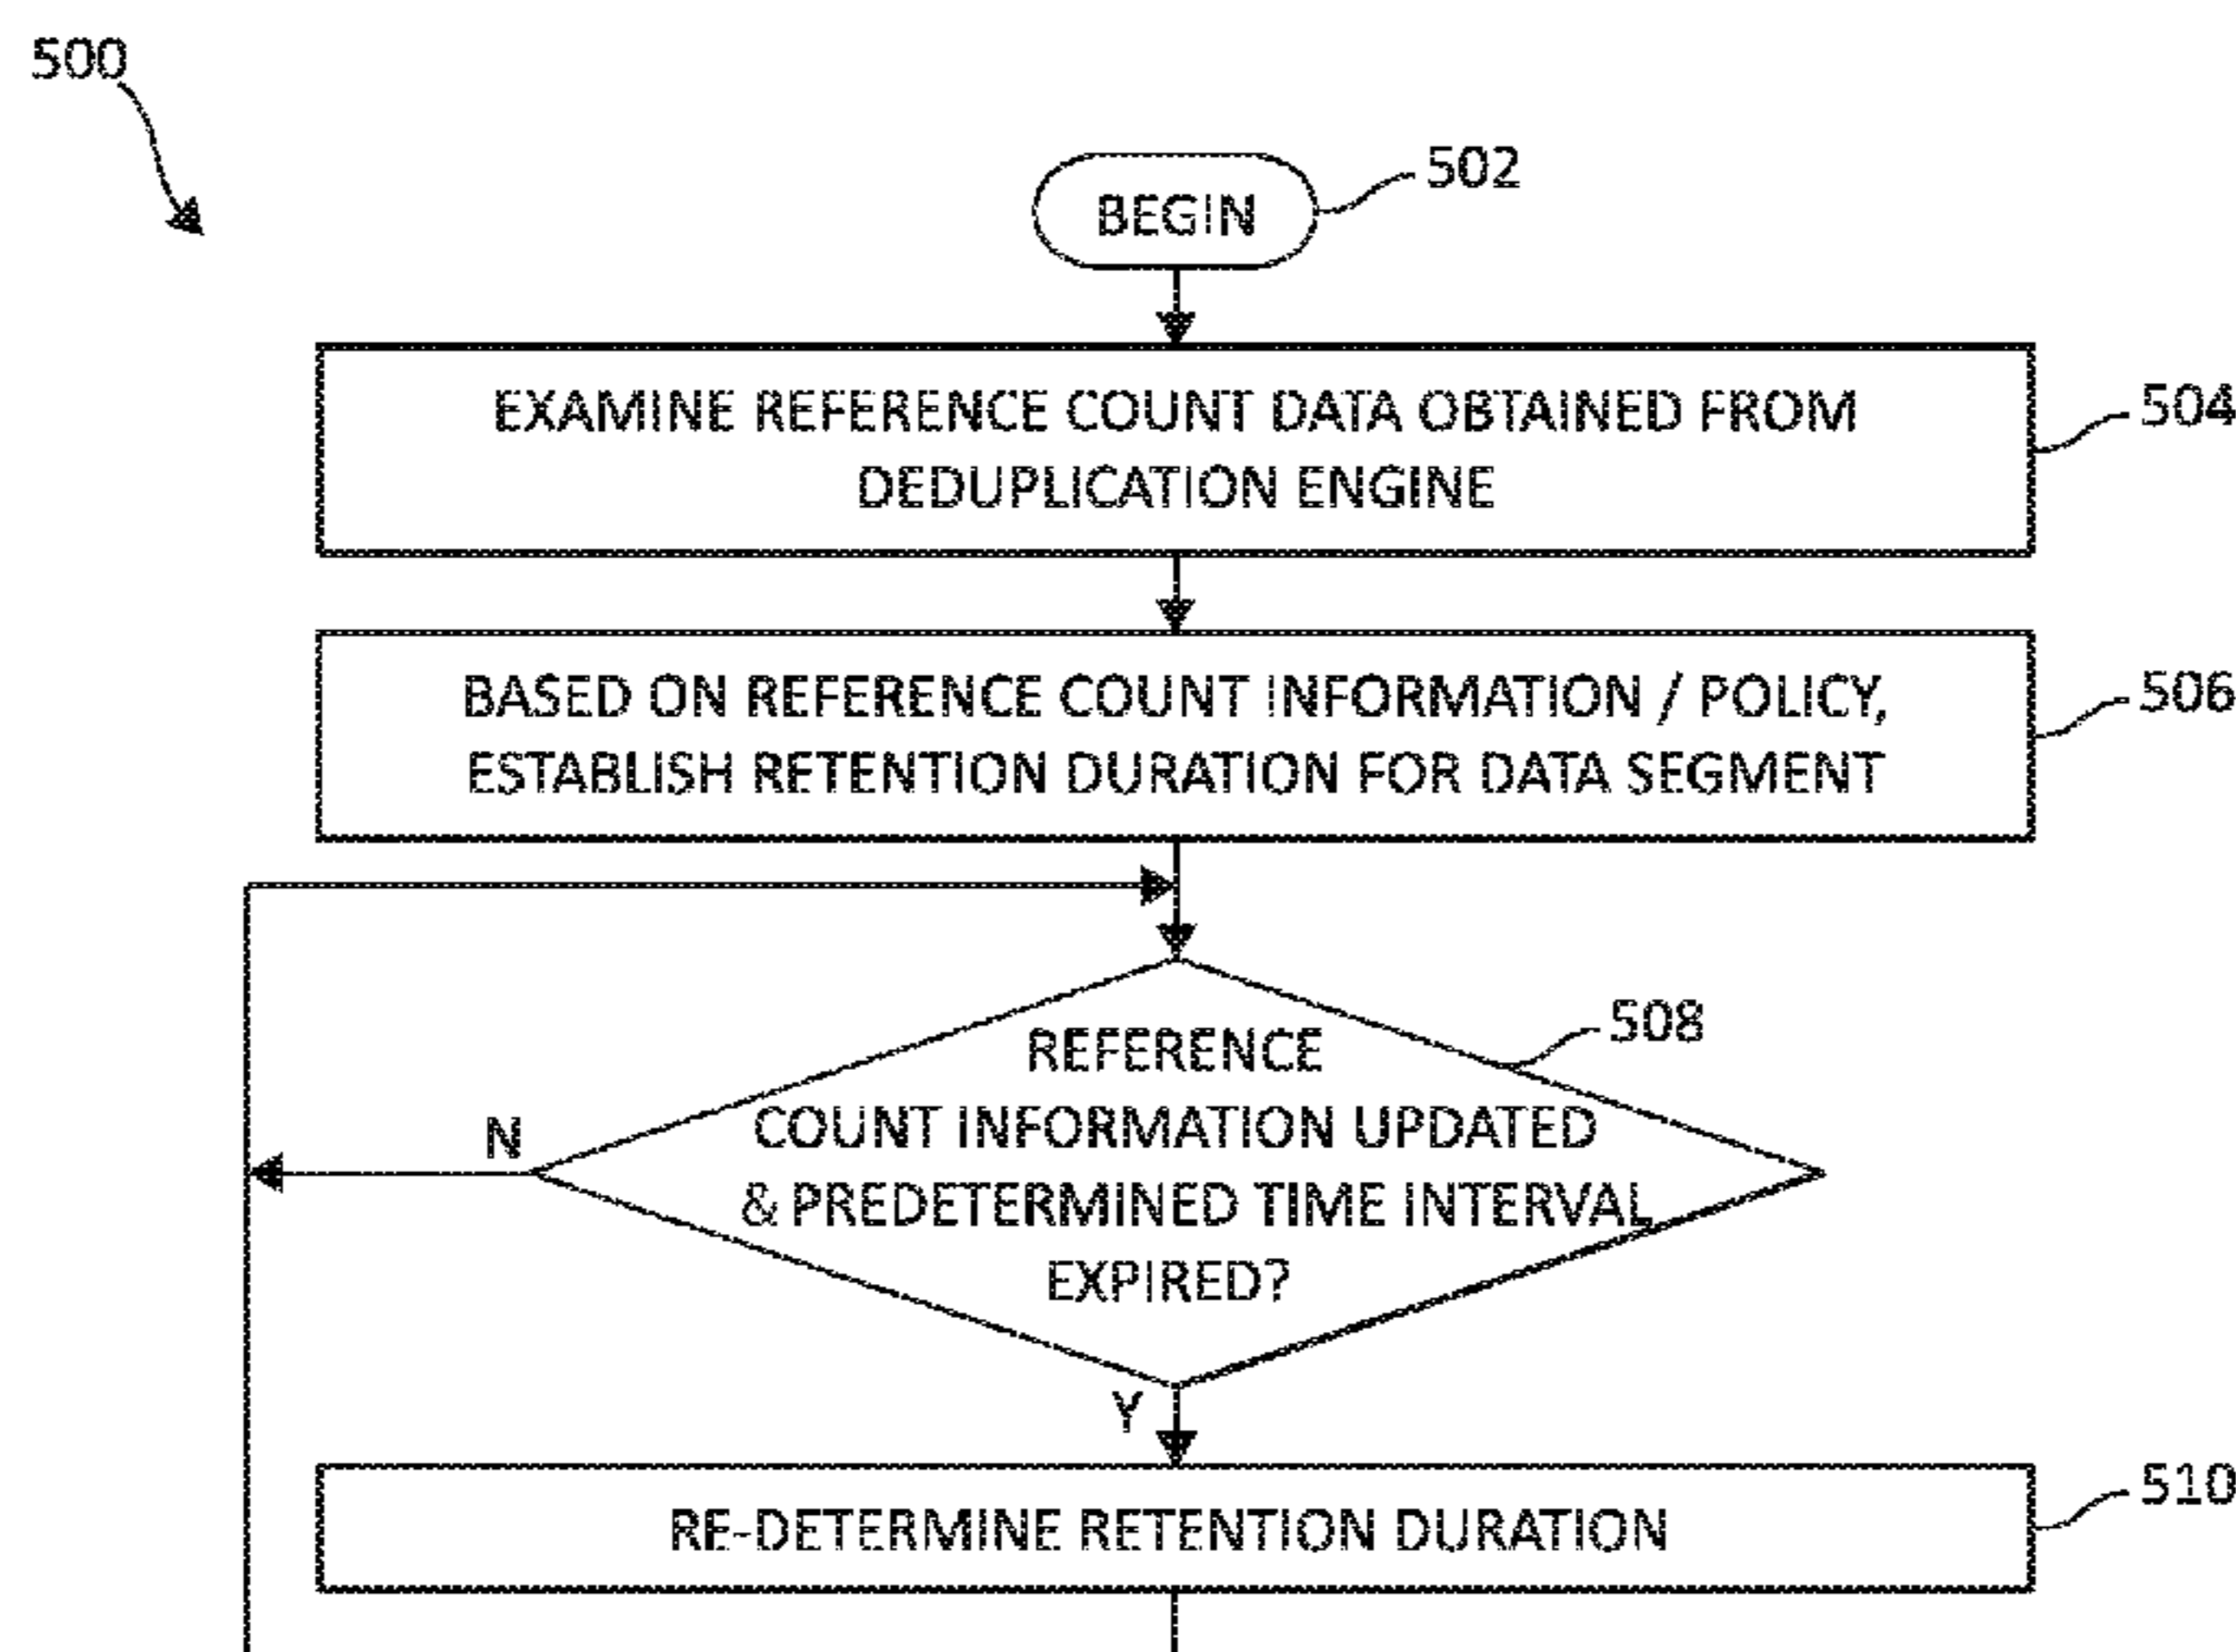 500
BEGIN
502
EXAMINE REFERENCE COUNT DATA OBTAINED FROM
DEDUPLICATION ENGINE
504
BASED ON REFERENCE COUNT INFORMATION / POLICY,
ESTABLISH RETENTION DURATION FOR DATA SEGMENT
506
REFERENCE
COUNT INFORMATION UPDATED
& PREDETERMINED TIME INTERVAL
EXPIRED?
508
N
Y
RE-DETERMINE RETENTION DURATION
510